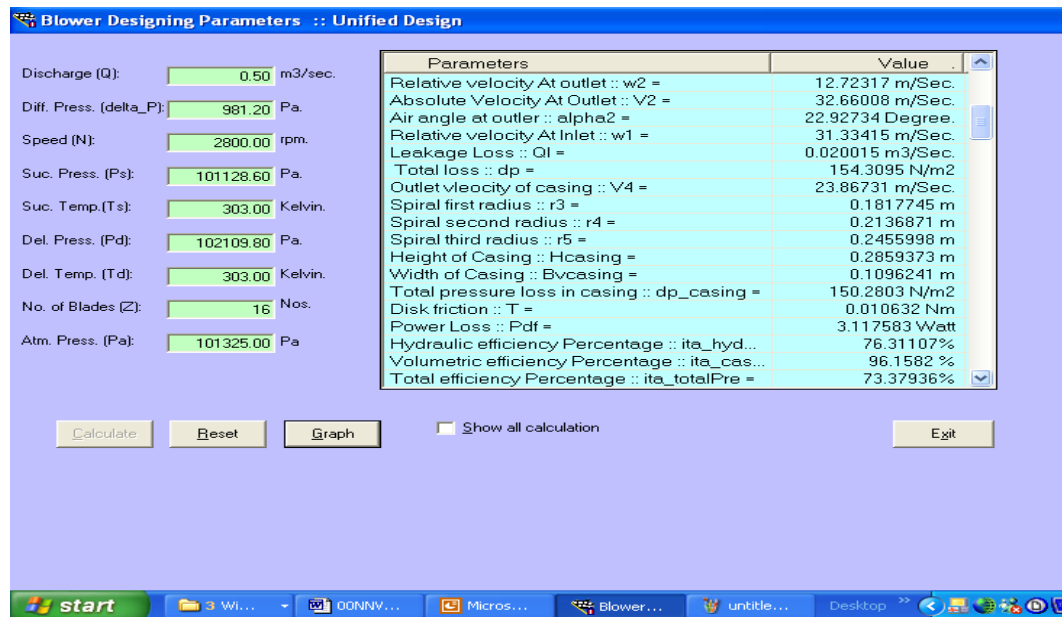 Blower Designing Parameters :: Unified Design
Discharge (Q): 0.50 m3/sec.
Diff. Press. (delta_P): 981.20 Pa.
Speed (N): 2800.00 rpm.
Suc. Press. (Ps): 101128.60 Pa.
Suc. Temp.(Ts): 303.00 Kelvin.
Del. Press. (Pd): 102109.80 Pa.
Del. Temp. (Td): 303.00 Kelvin.
No. of Blades (Z): 16 Nos.
Atm. Press. (Pa): 101325.00 Pa
Parameters Value .
Relative velocity At outlet :: w2 = 12.72317 m/Sec.
Absolute Velocity At Outlet :: V2 = 32.66008 m/Sec.
Air angle at outler :: alpha2 = 22.92734 Degree.
Relative velocity At Inlet :: w1 = 31.33415 m/Sec.
Leakage Loss :: Ql = 0.020015 m3/Sec.
Total loss :: dp = 154.3095 N/m2
Outlet vleocity of casing :: V4 = 23.86731 m/Sec.
Spiral first radius :: r3 = 0.1817745 m
Spiral second radius :: r4 = 0.2136871 m
Spiral third radius :: r5 = 0.2455998 m
Height of Casing :: Hcasing = 0.2859373 m
Width of Casing :: Bvcasing = 0.1096241 m
Total pressure loss in casing :: dp_casing = 150.2803 N/m2
Disk friction :: T = 0.010632 Nm
Power Loss :: Pdf = 3.117583 Watt
Hydraulic efficiency Percentage :: ita_hyd... 76.31107%
Volumetric efficiency Percentage :: ita_cas... 96.1582 %
Total efficiency Percentage :: ita_totalPre = 73.37936%
Calculate Reset Graph Show all calculation Exit
start 3 Wi... 00NNV... Micros... Blower... untitle... Desktop »